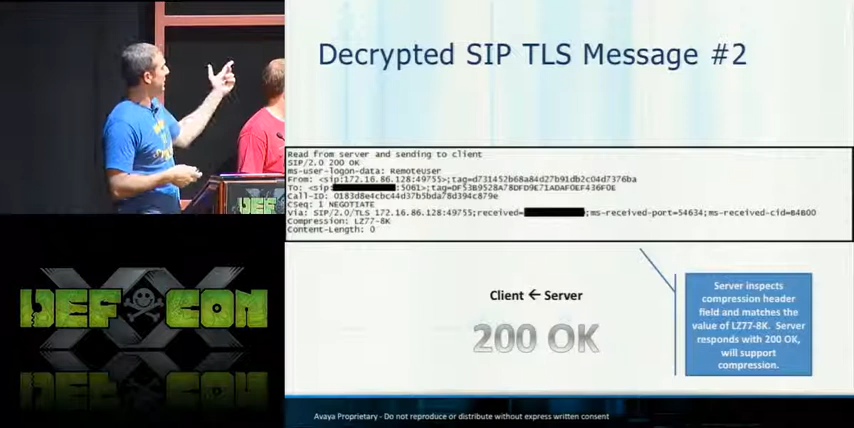 Decrypted SIP TLS Message #2
Read from server and sending to client
SIP/2.0 200 OK
ms-user-logon-data: RemoteUser
From: <sip:172.16.86.128:49755>;tag=d731452b68a84d27b91db2c04d7376ba
To: <sip: :5061>;tag=DF53B9528A78DFD9E71ADAF0EF436F0E
Call-ID: 0183d8e4cbc44d37b5bda78d394c879e
CSeq: 1 NEGOTIATE
Via: SIP/2.0/TLS 172.16.86.128:49755;received= ;ms-received-port=54634;ms-received-cid=B4B00
Compression: LZ77-8K
Content-Length: 0
Client ← Server
200 OK
Server inspects
compression header
field and matches the
value of LZ77-8K. Server
responds with 200 OK,
will support
compression.
DEF CON
XX
Avaya Proprietary - Do not reproduce or distribute without express written consent